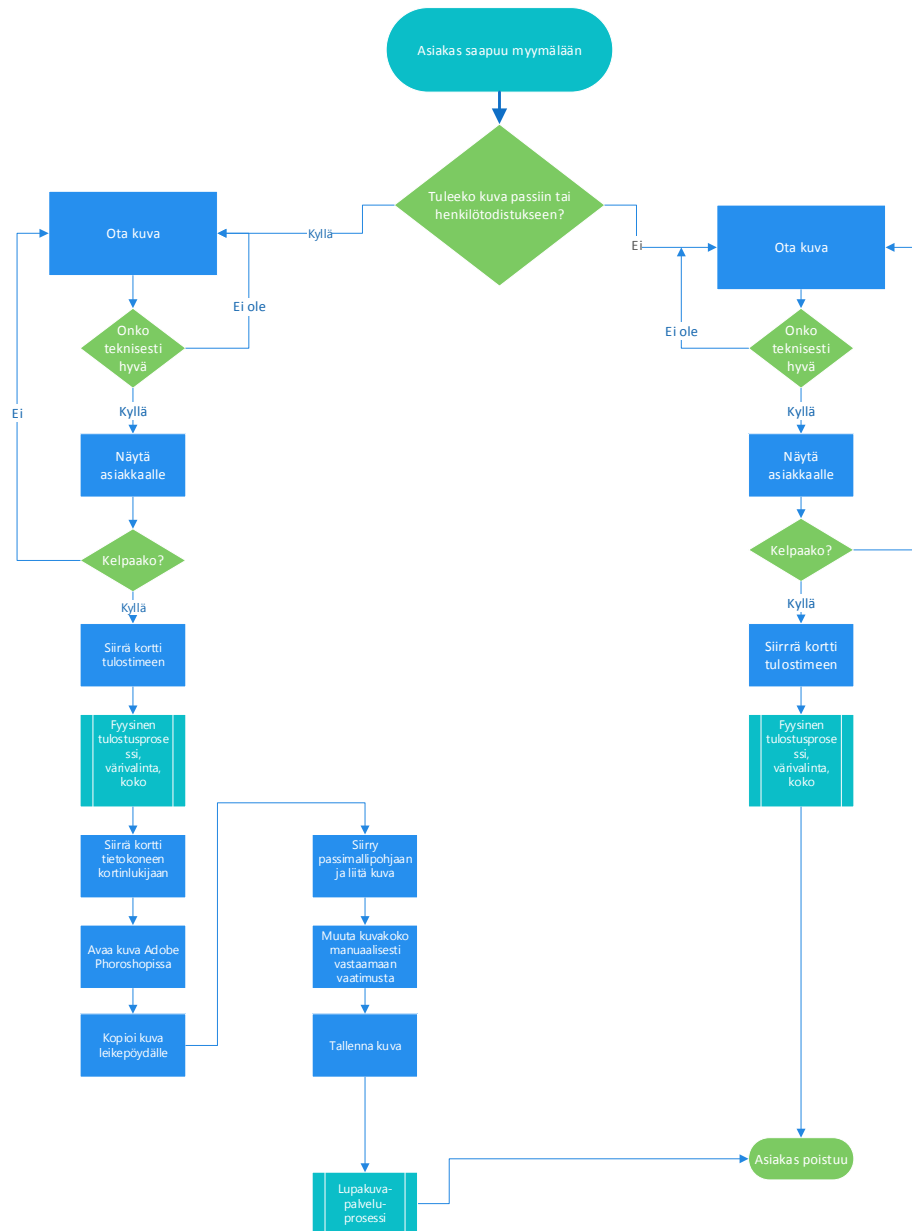 Asiakas saapuu myymälään
Tuleeko kuva passiin tai
henkilötodistukseen?
Kyllä
Ei
Ota kuva
Ei ole
Onko
teknisesti
hyvä
Kyllä
Ei
Näytä
asiakkaalle
Kelpaako?
Kyllä
Siirrä kortti
tulostimeen
Fyysinen
tulostusprose
ssi,
värivalinta,
koko
Siirrä kortti
tietokoneen
kortinlukijaan
Avaa kuva Adobe
Phoroshopissa
Kopioi kuva
leikepöydälle
Siirry
passimallipohjaan
ja liitä kuva
Muuta kuvakoko
manuaalisesti
vastaamaan
vaatimusta
Tallenna kuva
Lupakuva-
palvelu-
prosessi
Ota kuva
Ei ole
Onko
teknisesti
hyvä
Kyllä
Näytä
asiakkaalle
Kelpaako?
Kyllä
Siirrrä kortti
tulostimeen
Fyysinen
tulostusprose
ssi,
värivalinta,
koko
Asiakas poistuu